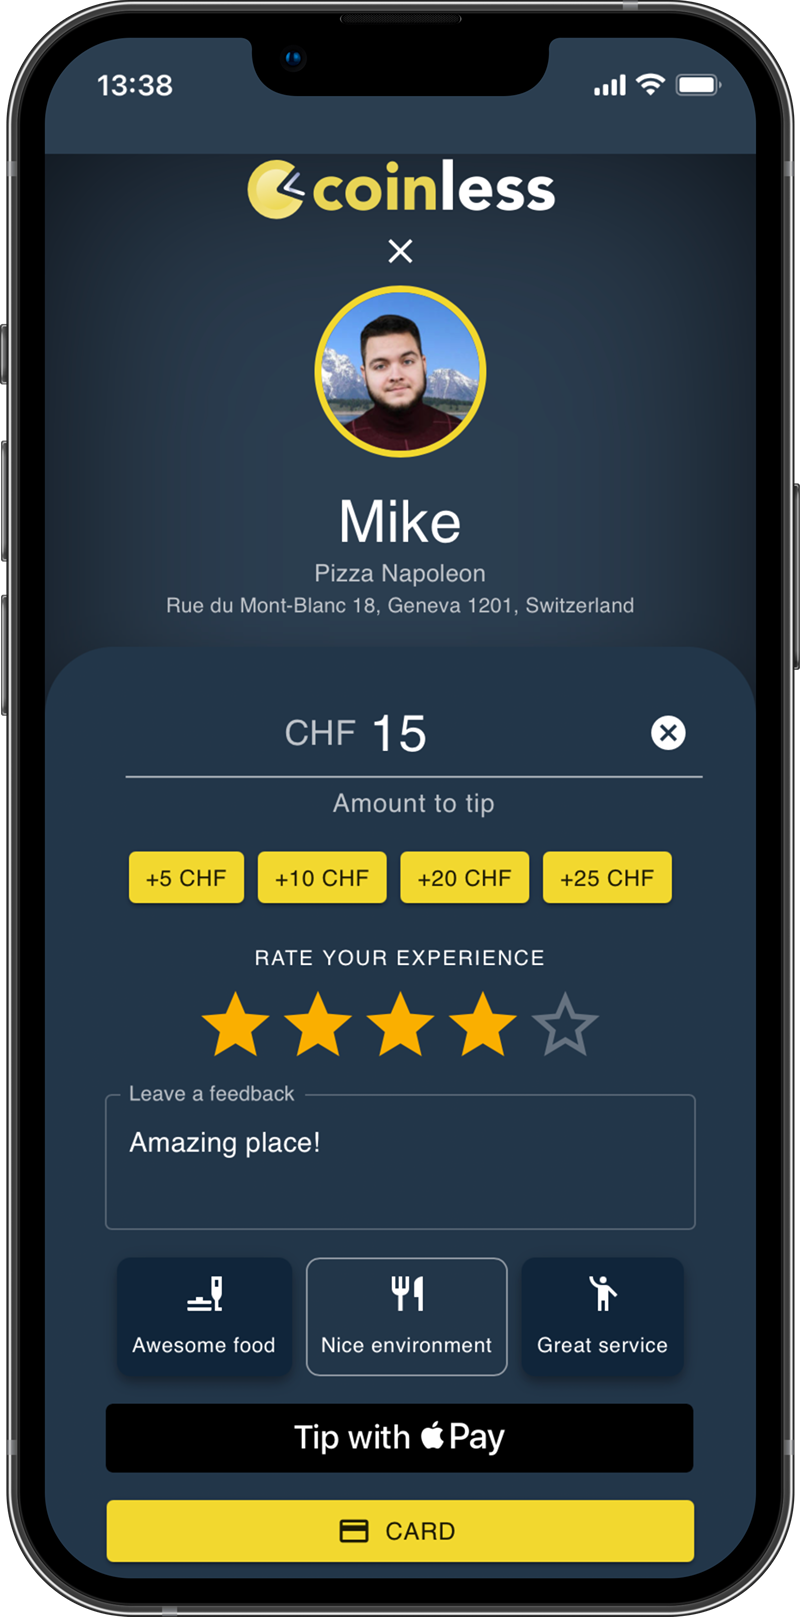 13:38
coinless
Mike
Pizza Napoleon
Rue du Mont-Blanc 18, Geneva 1201, Switzerland
CHF 15
Amount to tip
+5 CHF +10 CHF +20 CHF +25 CHF
RATE YOUR EXPERIENCE
Leave a feedback
Amazing place!
Awesome food Nice environment Great service
Tip with Pay
CARD